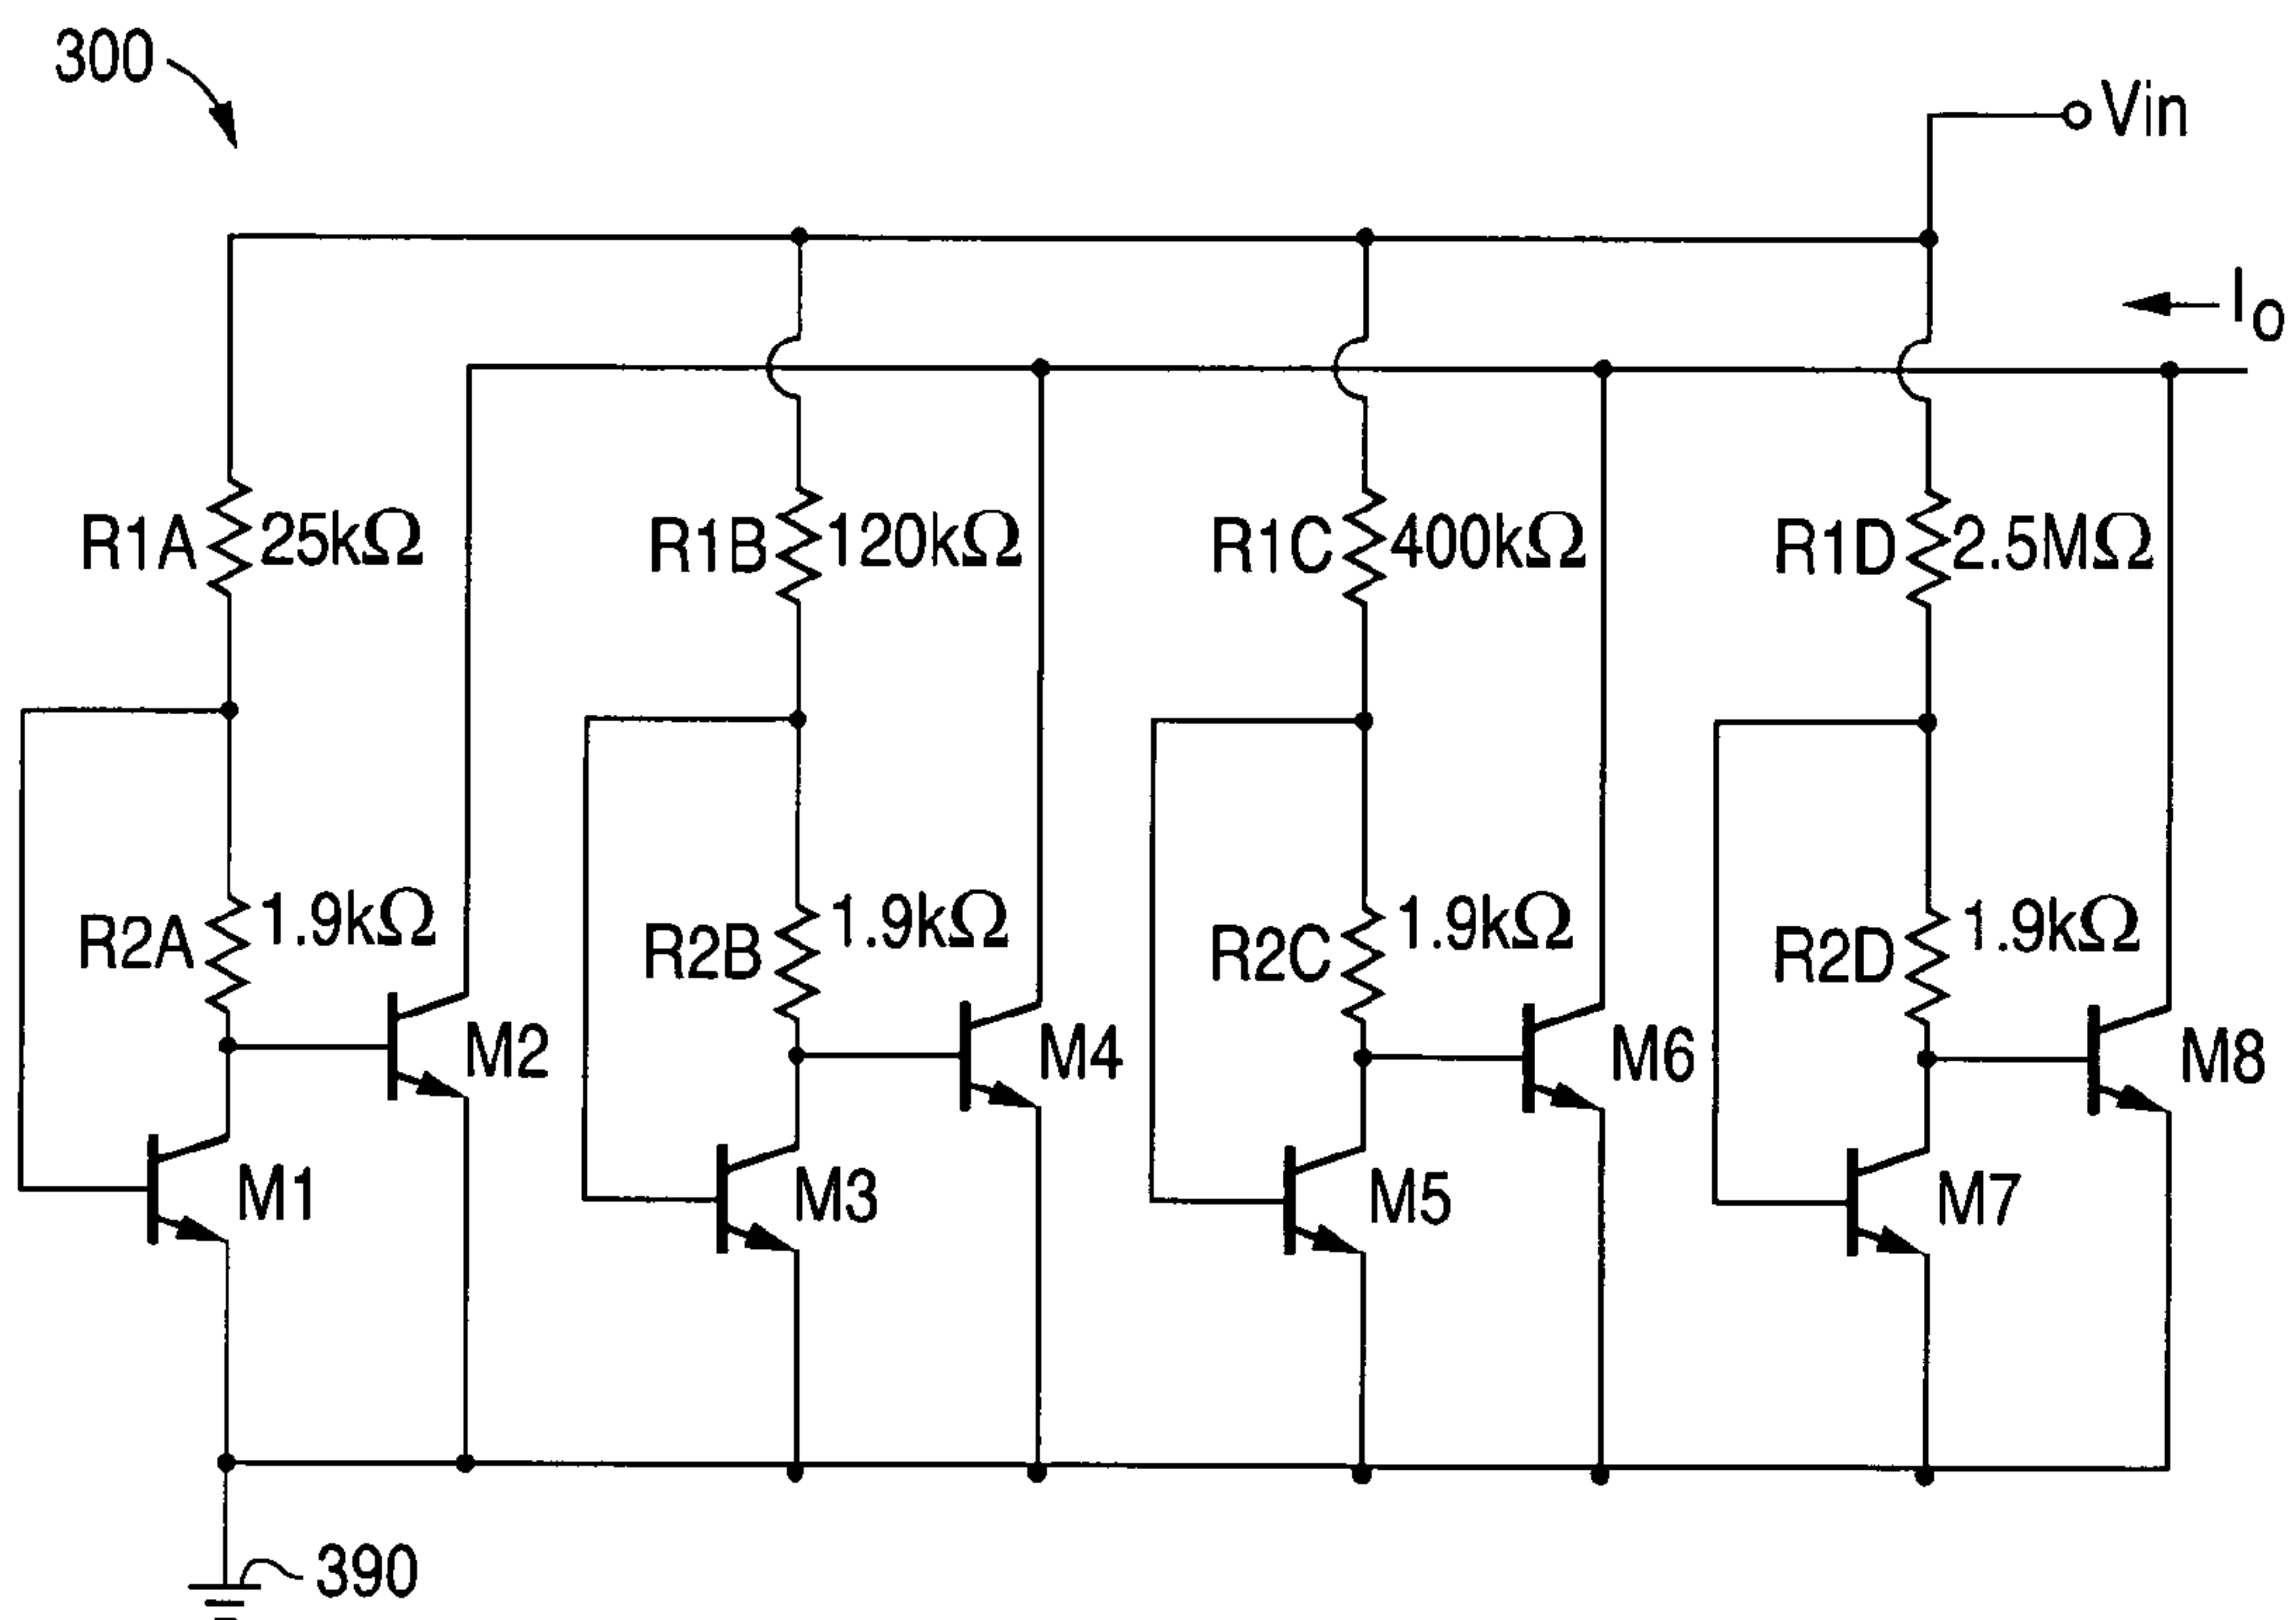 300
Vin
I₀
R1A 25kΩ R1B 120kΩ R1C 400kΩ R1D 2.5MΩ
R2A 1.9kΩ R2B 1.9kΩ R2C 1.9kΩ R2D 1.9kΩ
M2 M4 M6 M8
M1 M3 M5 M7
390